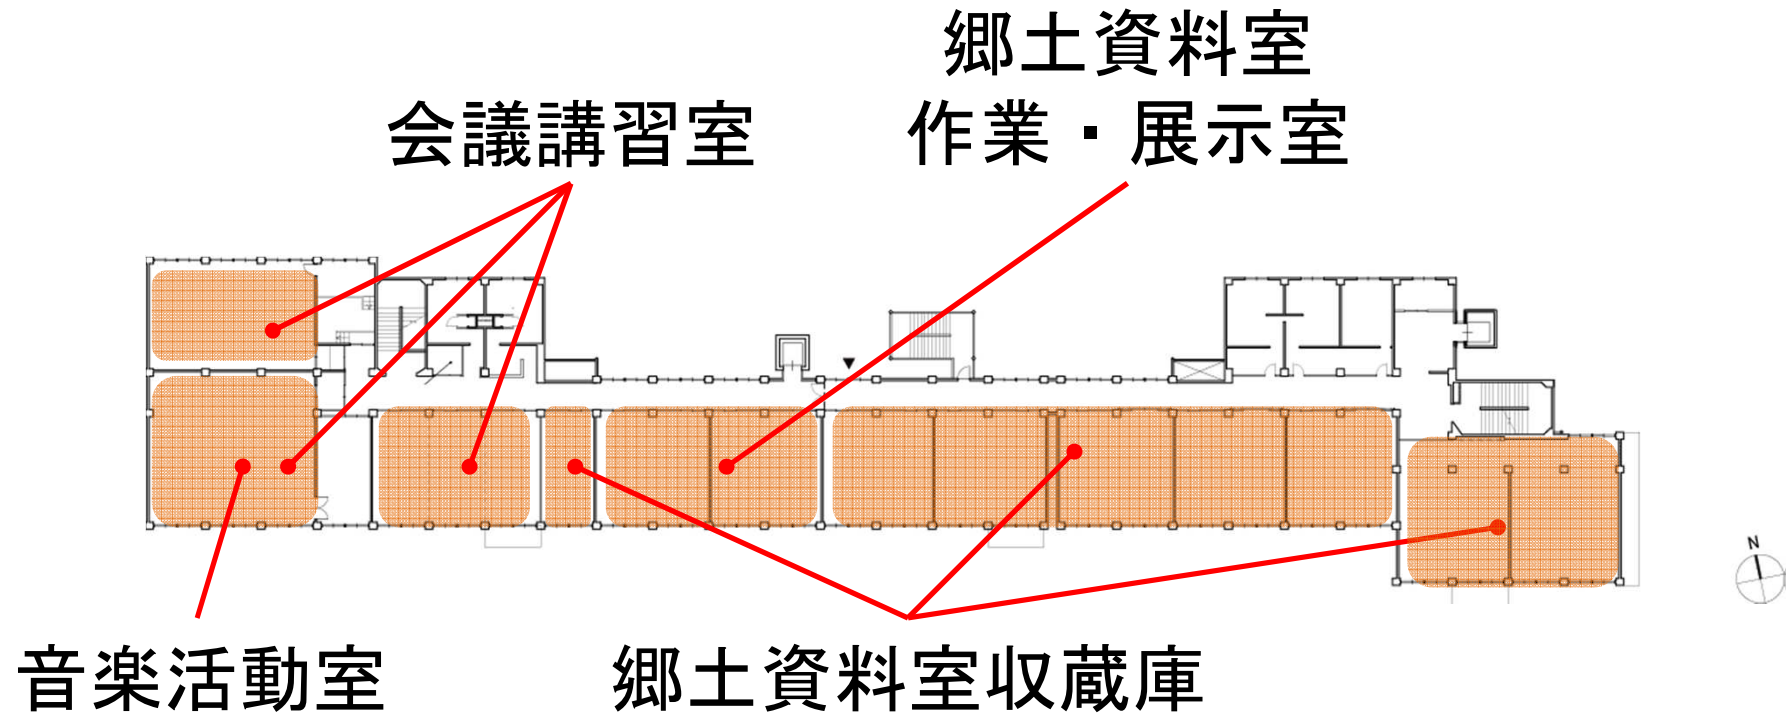 郷土資料室
作業・展示室
会議講習室
N
音楽活動室
郷土資料室収蔵庫